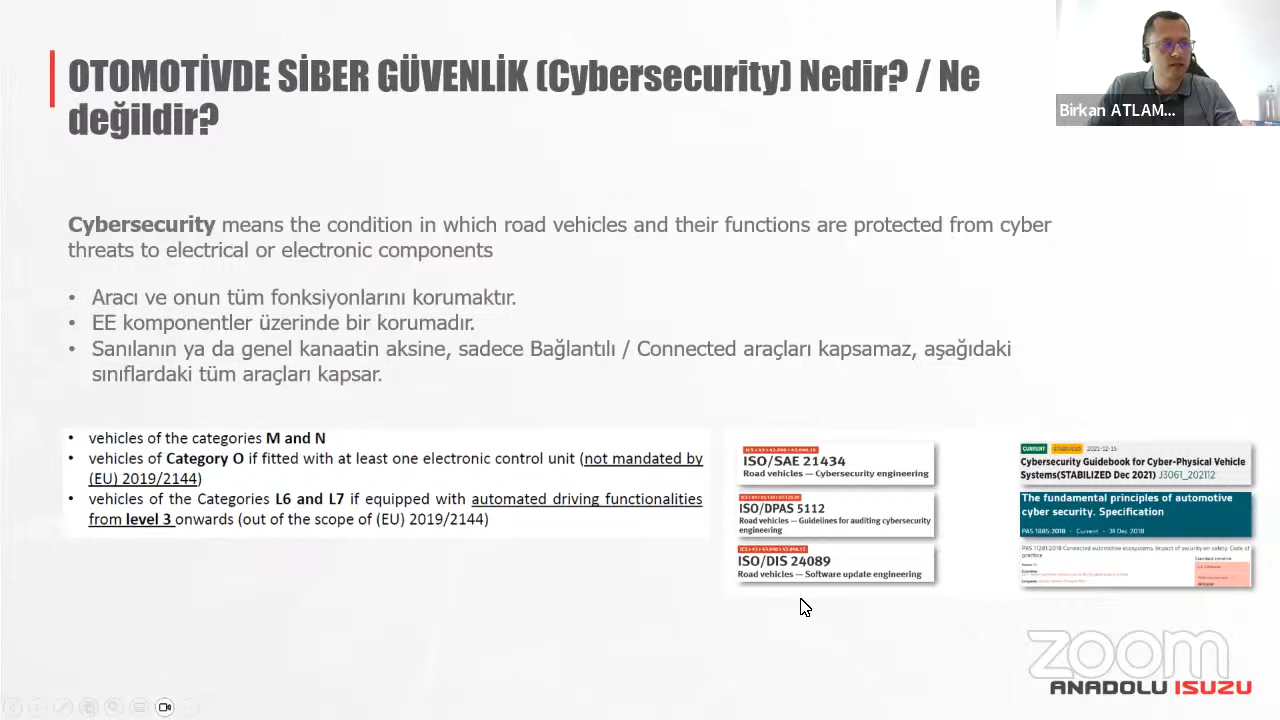 OTOMOTİVDE SİBER GÜVENLİK (Cybersecurity) Nedir? / Ne
değildir?
Birkan ATLAM...
Cybersecurity means the condition in which road vehicles and their functions are protected from cyber
threats to electrical or electronic components
• Aracı ve onun tüm fonksiyonlarını korumaktır.
• EE komponentler üzerinde bir korumadır.
• Sanılanın ya da genel kanaatin aksine, sadece Bağlantılı / Connected araçları kapsamaz, aşağıdaki
sınıflardaki tüm araçları kapsar.
• vehicles of the categories M and N
• vehicles of Category O if fitted with at least one electronic control unit (not mandated by
(EU) 2019/2144)
• vehicles of the Categories L6 and L7 if equipped with automated driving functionalities
from level 3 onwards (out of the scope of (EU) 2019/2144)
ISO/SAE 21434
Road vehicles — Cybersecurity engineering
ISO/DPAS 5112
Road vehicles — Guidelines for auditing cybersecurity
engineering
ISO/DIS 24089
Road vehicles — Software update engineering
CURRENT STABILIZED 2021-12-15
Cybersecurity Guidebook for Cyber-Physical Vehicle
Systems(STABILIZED Dec 2021) J3061_202112
The fundamental principles of automotive
cyber security. Specification
PAS 1885:2018 - Current - 31 Dec 2018
PAS 11281:2018 Connected automotive ecosystems. Impact of security on safety. Code of
practice
zoom
ANADOLU ISUZU